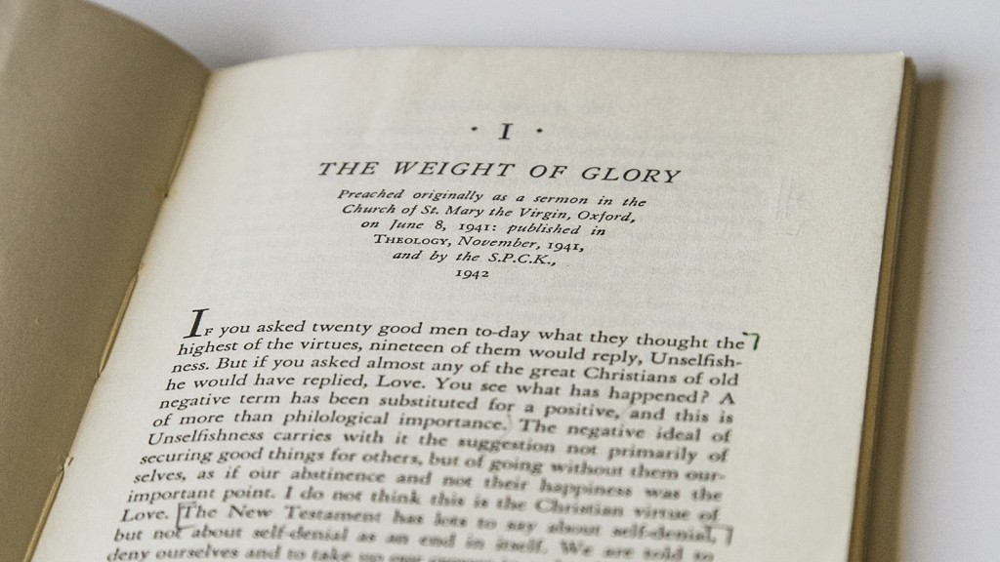 · I ·
THE WEIGHT OF GLORY
Preached originally as a sermon in the
Church of St. Mary the Virgin, Oxford,
on June 8, 1941: published in
THEOLOGY, November, 1941,
and by the S.P.C.K.,
1942
IF you asked twenty good men to-day what they thought the
highest of the virtues, nineteen of them would reply, Unselfish-
ness. But if you asked almost any of the great Christians of old
he would have replied, Love. You see what has happened? A
negative term has been substituted for a positive, and this is
of more than philological importance. The negative ideal of
Unselfishness carries with it the suggestion not primarily of
securing good things for others, but of going without them our-
selves, as if our abstinence and not their happiness was the
important point. I do not think this is the Christian virtue of
Love. [The New Testament has lots to say about self-denial,
but not about self-denial as an end in itself. We are told to
deny ourselves and to take up our